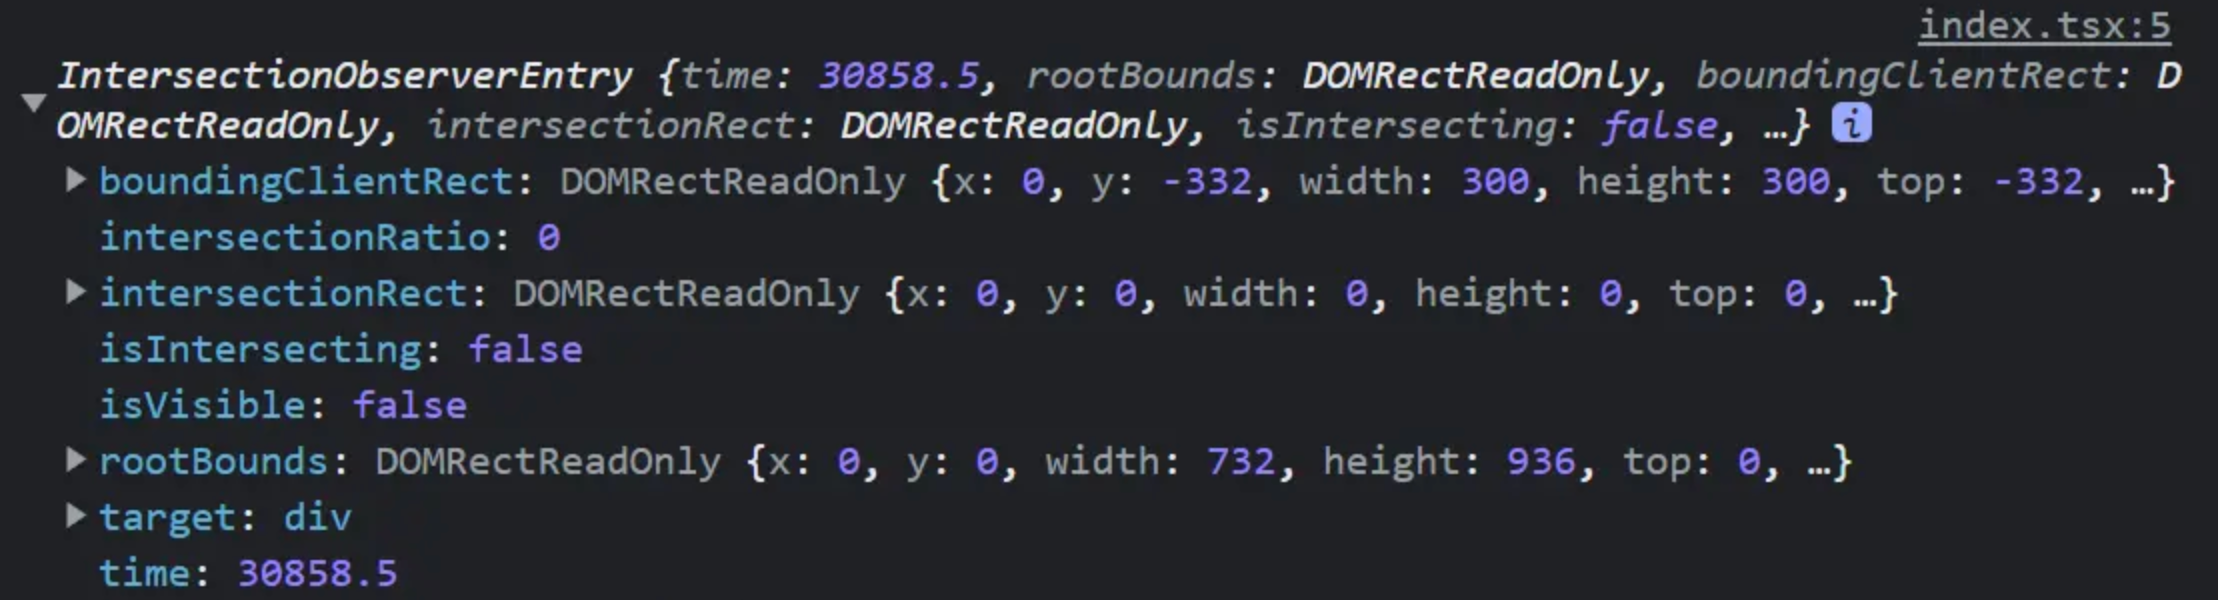 index.tsx:5
IntersectionObserverEntry {time: 30858.5, rootBounds: DOMRectReadOnly, boundingClientRect: D
OMRectReadOnly, intersectionRect: DOMRectReadOnly, isIntersecting: false, …} i
boundingClientRect: DOMRectReadOnly {x: 0, y: -332, width: 300, height: 300, top: -332, …}
intersectionRatio: 0
intersectionRect: DOMRectReadOnly {x: 0, y: 0, width: 0, height: 0, top: 0, …}
isIntersecting: false
isVisible: false
rootBounds: DOMRectReadOnly {x: 0, y: 0, width: 732, height: 936, top: 0, …}
target: div
time: 30858.5